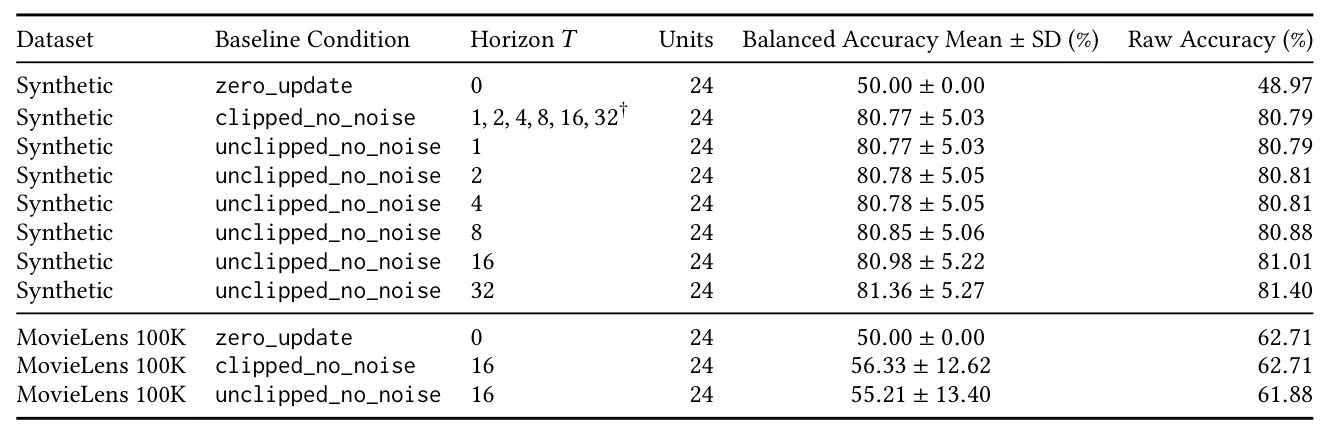 Dataset Baseline Condition Horizon T Units Balanced Accuracy Mean ± SD (%) Raw Accuracy (%)
Synthetic zero_update 0 24 50.00 ± 0.00 48.97
Synthetic clipped_no_noise 1, 2, 4, 8, 16, 32† 24 80.77 ± 5.03 80.79
Synthetic unclipped_no_noise 1 24 80.77 ± 5.03 80.79
Synthetic unclipped_no_noise 2 24 80.78 ± 5.05 80.81
Synthetic unclipped_no_noise 4 24 80.78 ± 5.05 80.81
Synthetic unclipped_no_noise 8 24 80.85 ± 5.06 80.88
Synthetic unclipped_no_noise 16 24 80.98 ± 5.22 81.01
Synthetic unclipped_no_noise 32 24 81.36 ± 5.27 81.40
MovieLens 100K zero_update 0 24 50.00 ± 0.00 62.71
MovieLens 100K clipped_no_noise 16 24 56.33 ± 12.62 62.71
MovieLens 100K unclipped_no_noise 16 24 55.21 ± 13.40 61.88